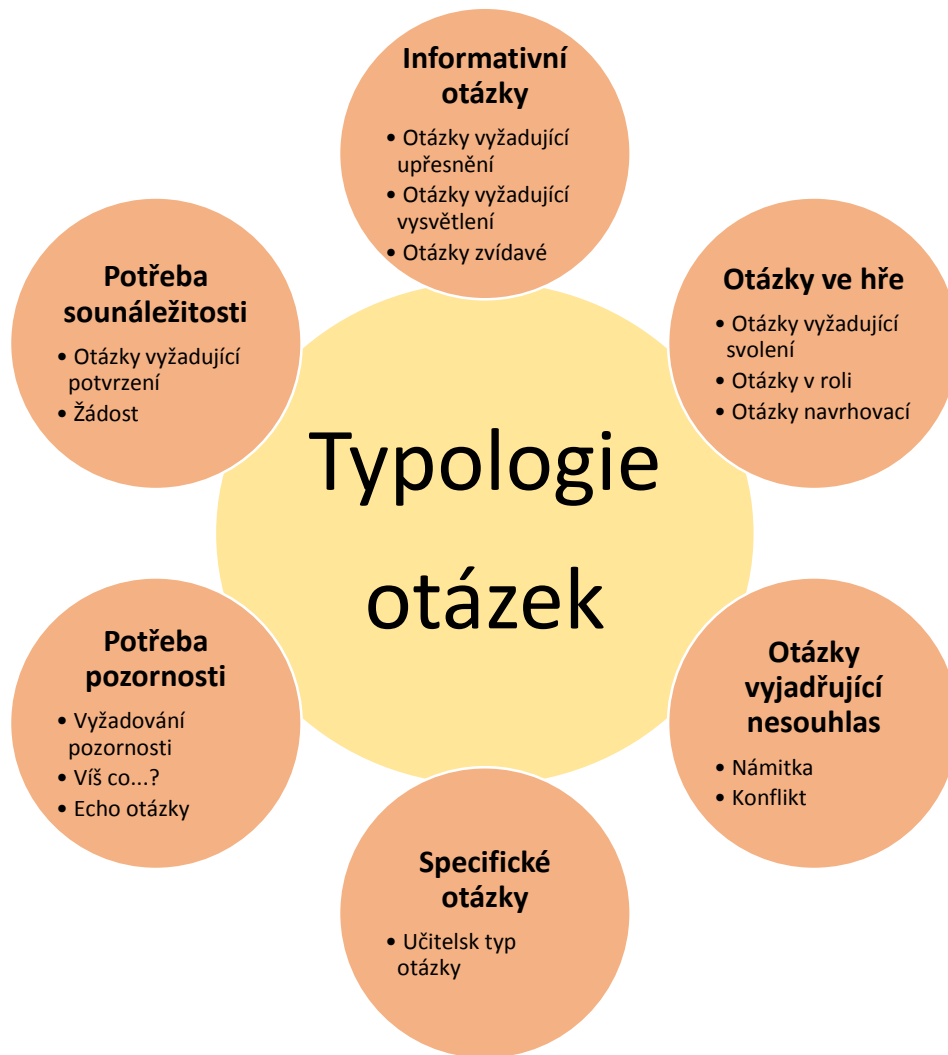 Informativní
otázky
• Otázky vyžadující
upřesnění
• Otázky vyžadující
vysvětlení
• Otázky zvídavé
Otázky ve hře
• Otázky vyžadující
svolení
• Otázky v roli
• Otázky navrhovací
Otázky
vyjadřující
nesouhlas
• Námitka
• Konflikt
Specifické
otázky
• Učitelsk typ
otázky
Potřeba
pozornosti
• Vyžadování
pozornosti
• Víš co...?
• Echo otázky
Potřeba
sounáležitosti
• Otázky vyžadující
potvrzení
• Žádost
Typologie
otázek